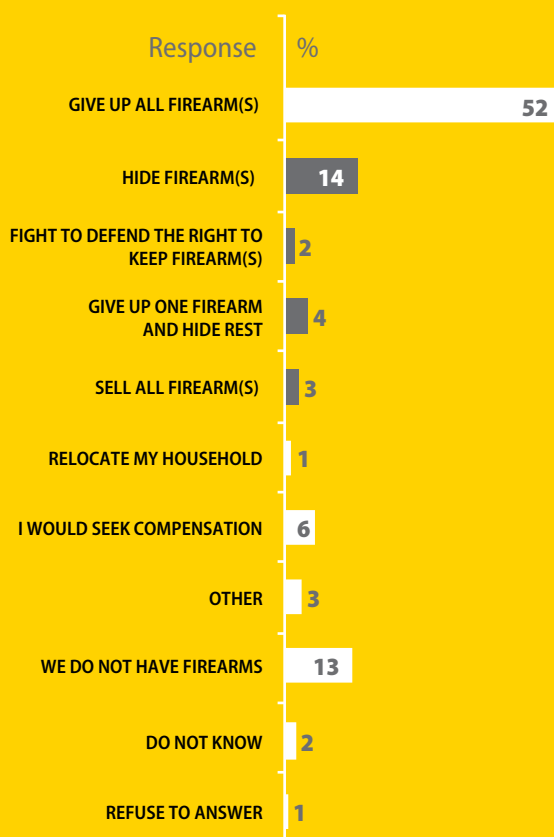 Response %
GIVE UP ALL FIREARM(S) 52
HIDE FIREARM(S) 14
FIGHT TO DEFEND THE RIGHT TO
KEEP FIREARM(S) 2
GIVE UP ONE FIREARM
AND HIDE REST 4
SELL ALL FIREARM(S) 3
RELOCATE MY HOUSEHOLD 1
I WOULD SEEK COMPENSATION 6
OTHER 3
WE DO NOT HAVE FIREARMS 13
DO NOT KNOW 2
REFUSE TO ANSWER 1